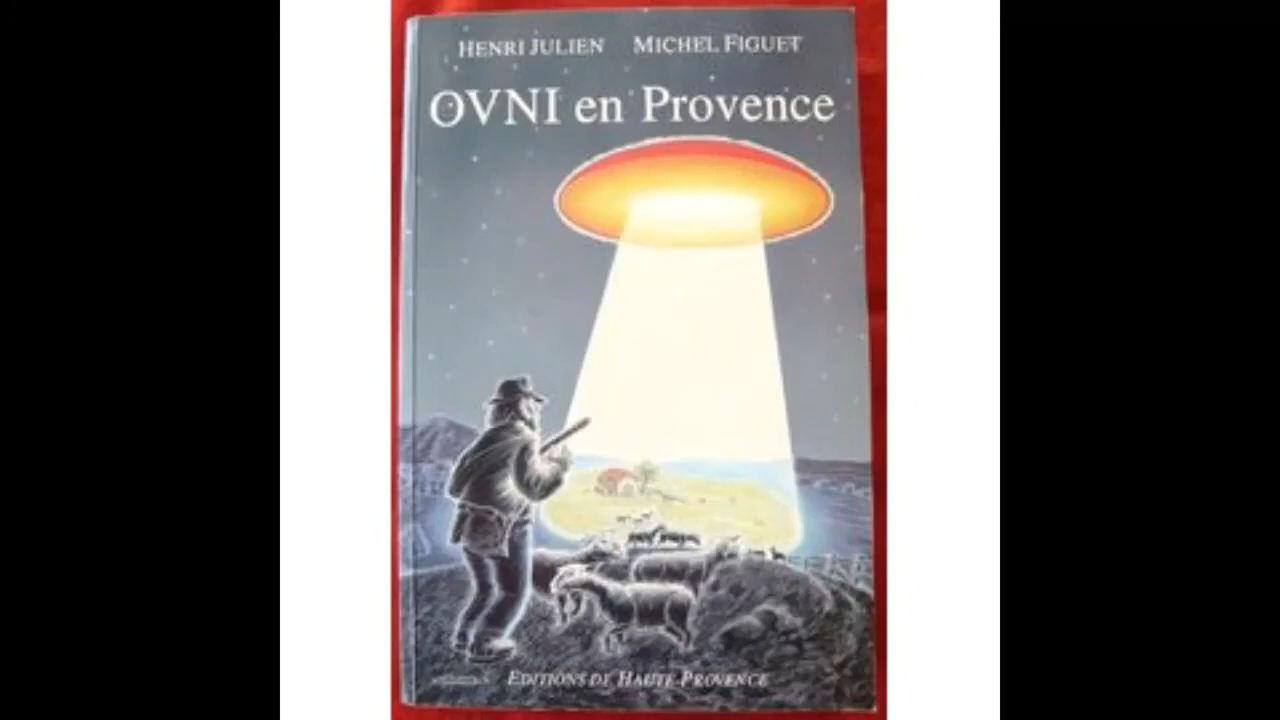 HENRI JULIEN MICHEL FIGUET
OVNI en Provence
EDITIONS DE HAUTE-PROVENCE